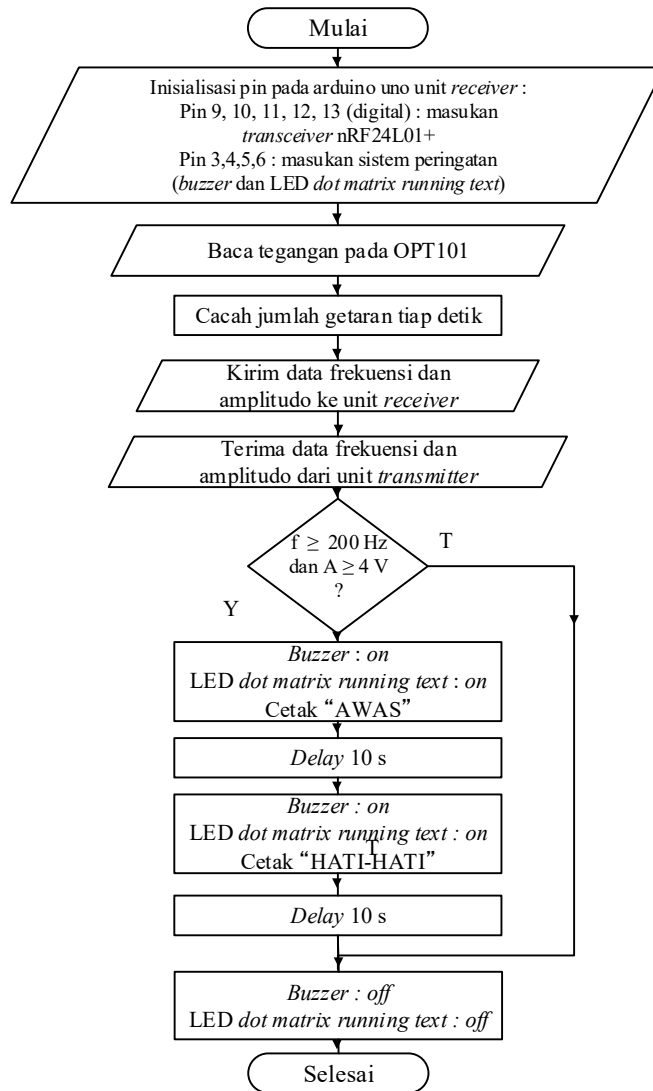 Mulai
Inisialisasi pin pada arduino uno unit receiver :
Pin 9, 10, 11, 12, 13 (digital) : masukan
transceiver nRF24L01+
Pin 3,4,5,6 : masukan sistem peringatan
(buzzer dan LED dot matrix running text)
Baca tegangan pada OPT101
Cacah jumlah getaran tiap detik
Kirim data frekuensi dan
amplitudo ke unit receiver
Terima data frekuensi dan
amplitudo dari unit transmitter
f ≥ 200 Hz
dan A ≥ 4 V
?
T
Y
Buzzer : on
LED dot matrix running text : on
Cetak “AWAS”
Delay 10 s
Buzzer : on
LED dot matrix running text : on
T
Cetak “HATI-HATI”
Delay 10 s
Buzzer : off
LED dot matrix running text : off
Selesai